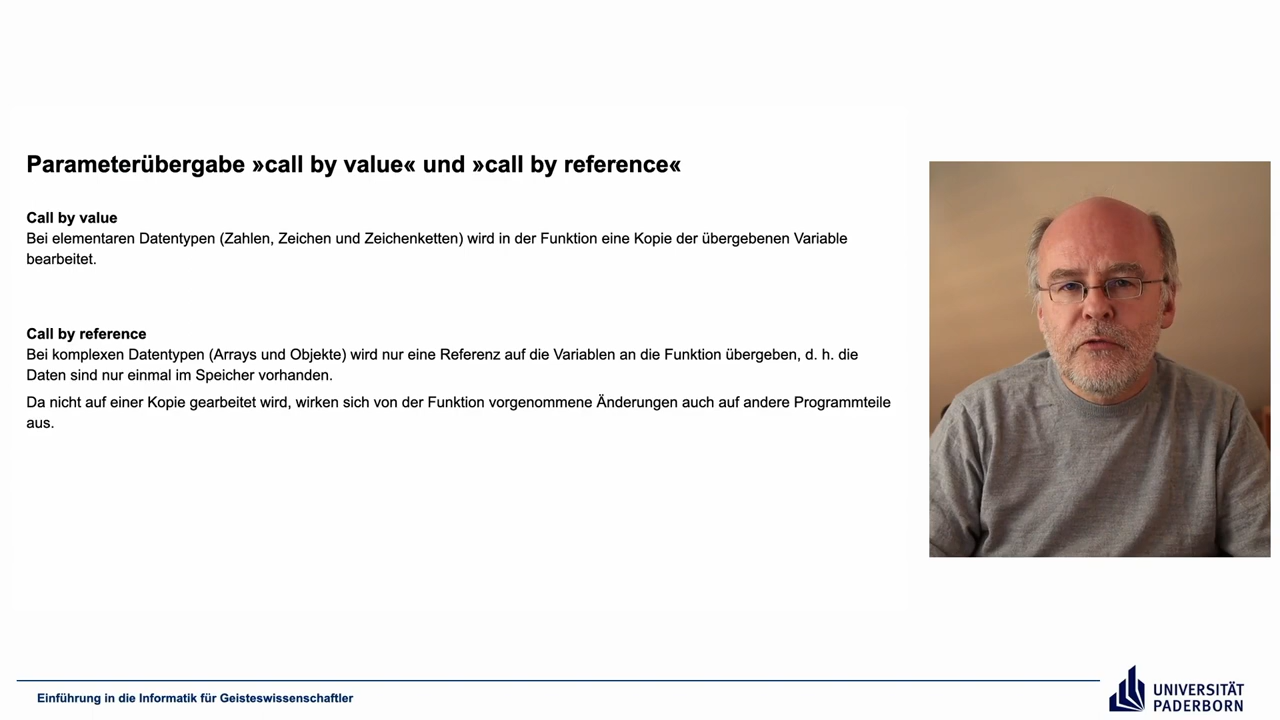 Parameterübergabe »call by value« und »call by reference«
Call by value
Bei elementaren Datentypen (Zahlen, Zeichen und Zeichenketten) wird in der Funktion eine Kopie der übergebenen Variable
bearbeitet.
Call by reference
Bei komplexen Datentypen (Arrays und Objekte) wird nur eine Referenz auf die Variablen an die Funktion übergeben, d. h. die
Daten sind nur einmal im Speicher vorhanden.
Da nicht auf einer Kopie gearbeitet wird, wirken sich von der Funktion vorgenommene Änderungen auch auf andere Programmteile
aus.
Einführung in die Informatik für Geisteswissenschaftler
UNIVERSITÄT
PADERBORN